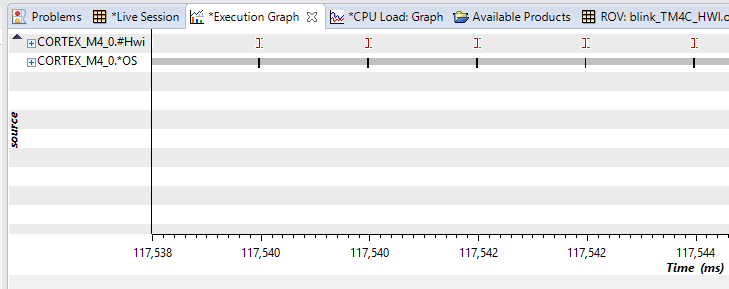 Problems *Live Session *Execution Graph *CPU Load: Graph Available Products ROV: blink_TM4C_HWI.o
CORTEX_M4_0.#Hwi
CORTEX_M4_0.*OS
source
117,538 117,540 117,540 117,542 117,542 117,544
Time (ms)